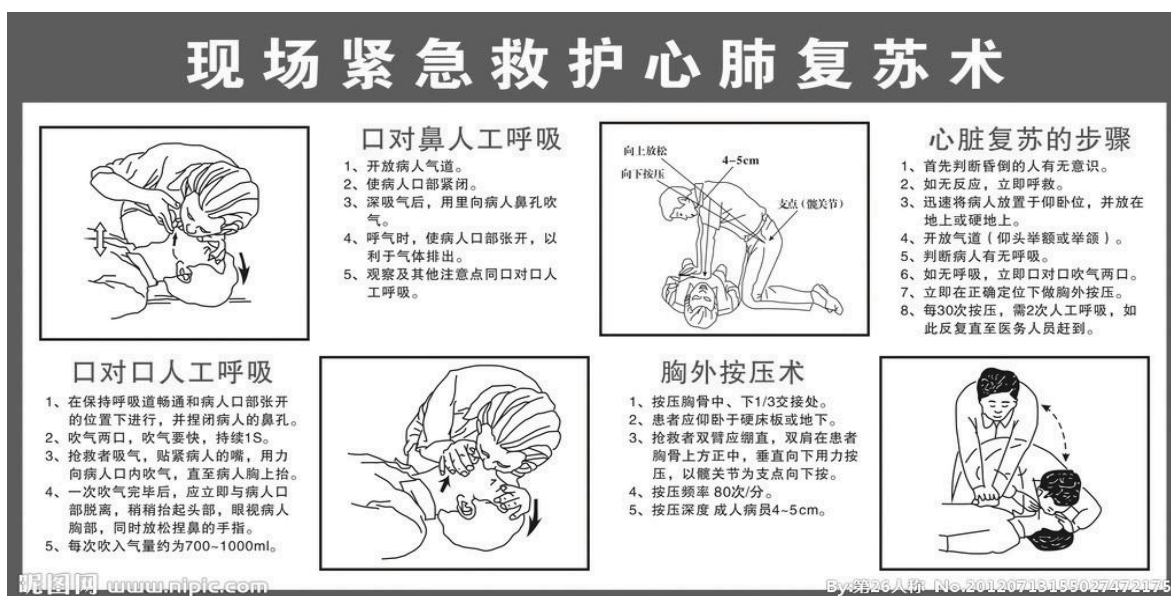 现场紧急救护心肺复苏术
口对鼻人工呼吸
1、开放病人气道。
2、使病人口部紧闭。
3、深吸气后，用里向病人鼻孔吹
气。
4、呼气时，使病人口部张开，以
利于气体排出。
5、观察及其他注意点同口对口人
工呼吸。
向上放松
4-5cm
向下按压
支点（髋关节）
心脏复苏的步骤
1、首先判断昏倒的人有无意识。
2、如无反应，立即呼救。
3、迅速将病人放置于仰卧位，并放在
地上或硬地上。
4、开放气道（仰头举额或举颌）。
5、判断病人有无呼吸。
6、如无呼吸，立即口对口吹气两口。
7、立即在正确定位下做胸外按压。
8、每30次按压，需2次人工呼吸，如
此反复直至医务人员赶到。
口对口人工呼吸
1、在保持呼吸道畅通和病人口部张开
的位置下进行，并捏闭病人的鼻孔。
2、吹气两口，吹气要快，持续1S。
3、抢救者吸气，贴紧病人的嘴，用力
向病人口内吹气，直至病人胸上抬。
4、一次吹气完毕后，应立即与病人口
部脱离，稍稍抬起头部，眼视病人
胸部，同时放松捏鼻的手指。
5、每次吹入气量约为700~1000ml。
胸外按压术
1、按压胸骨中、下1/3交接处。
2、患者应仰卧于硬床板或地下。
3、抢救者双臂应绷直，双肩在患者
胸骨上方正中，垂直向下用力按
压，以髋关节为支点向下按。
4、按压频率 80次/分。
5、按压深度 成人病员4~5cm。
昵图网 www.nipic.com
By:第26人称 No.20120713155027472175